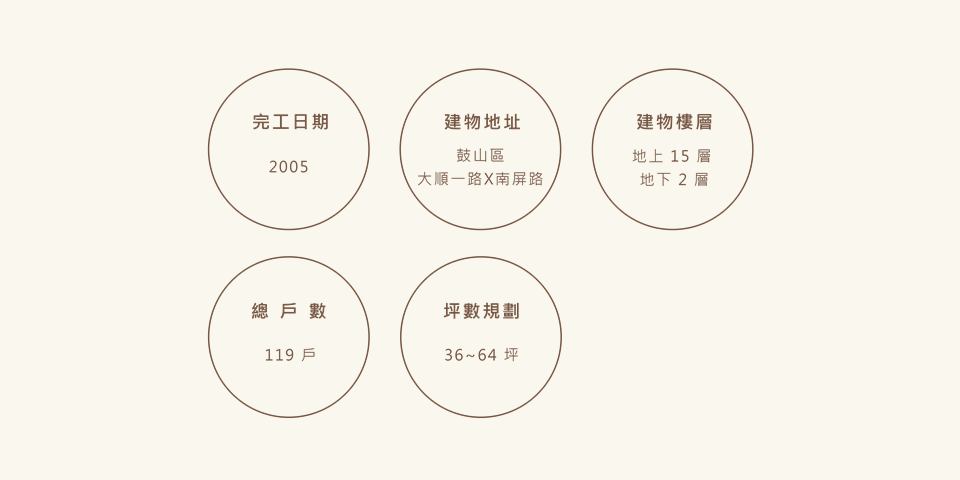 完工日期
2005
建物地址
鼓山區
大順一路X南屏路
建物樓層
地上 15 層
地下 2 層
總 戶 數
119 戶
坪數規劃
36~64 坪